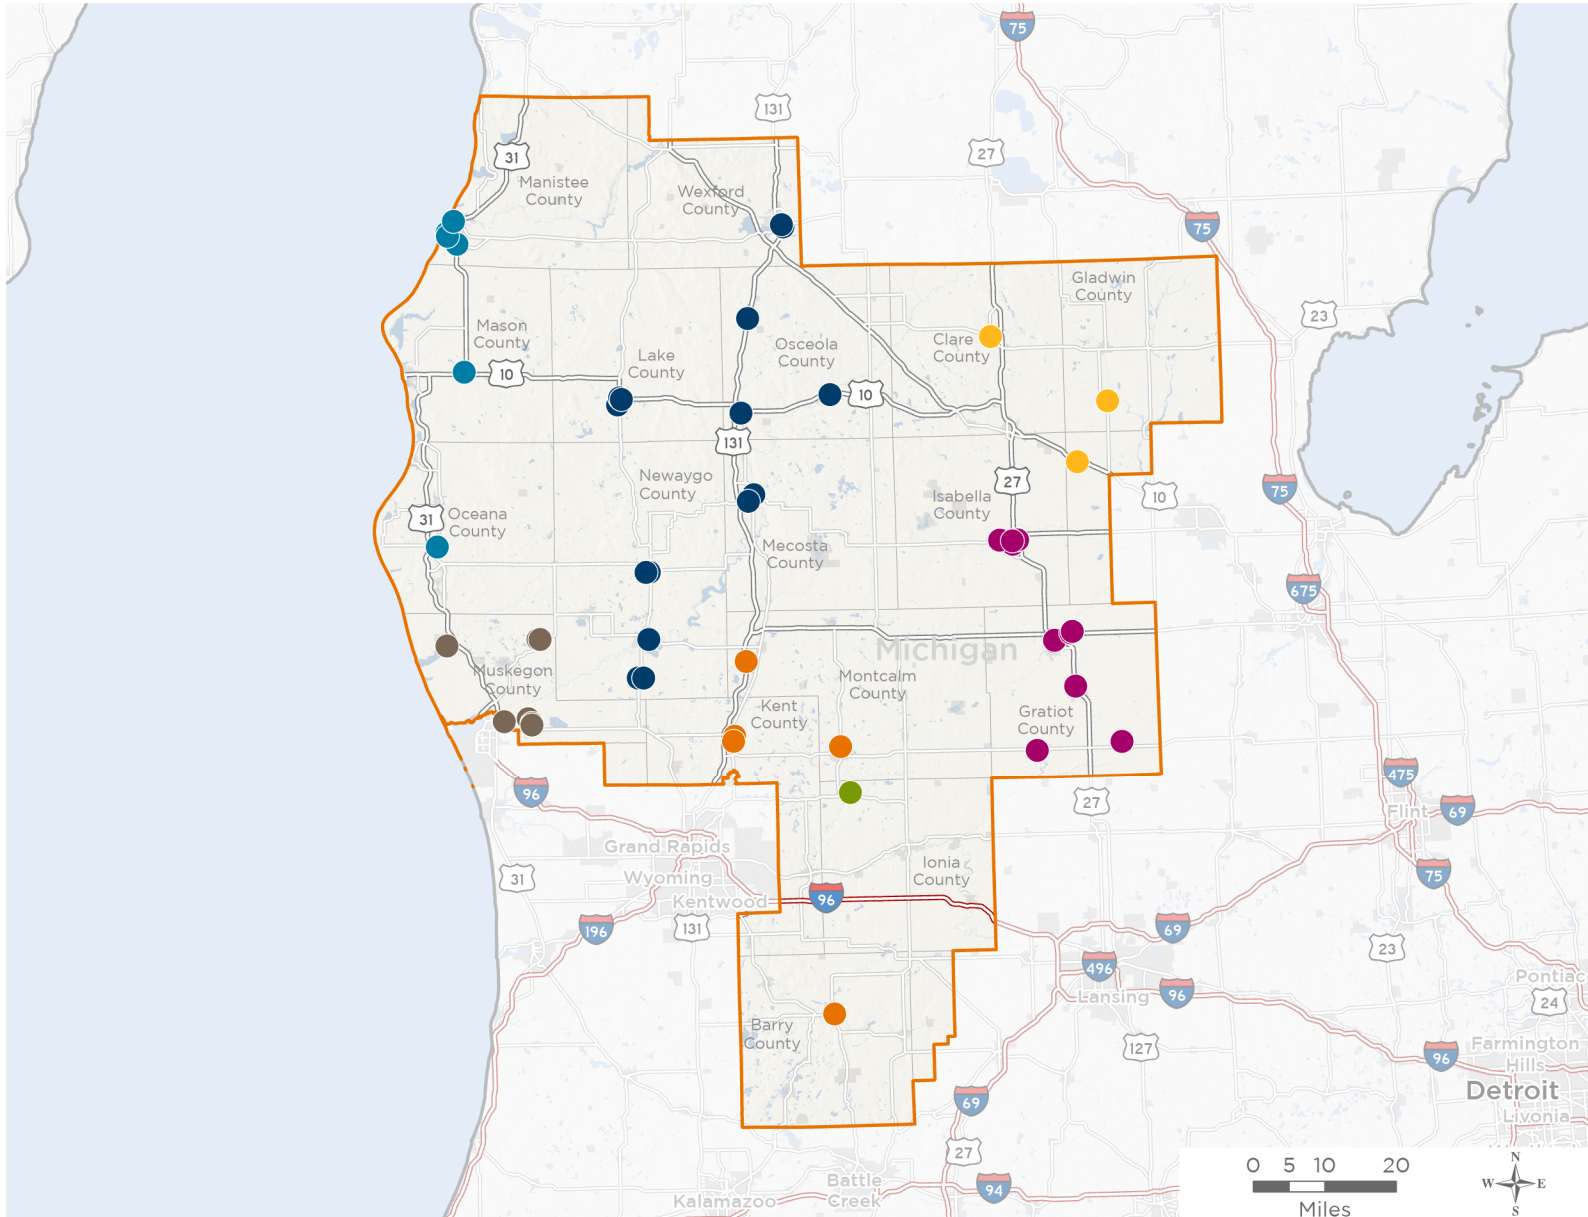 75
131
27
31
Manistee
County
Wexford
County
75
Gladwin
County
23
Mason
County
Osceola
County
Clare
County
Lake
County
10
10
131
Newaygo
County
27
75
10
Isabella
County
31
Oceana
County
Mecosta
County
675
Michigan
Muskegon
County
Montcalm
County
Kent
County
Gratiot
County
475
96
27
69
Flint
Grand Rapids
Ionia
County
75
31
Wyoming
Kentwood
96
196
131
69
23
496
Pontiac
Lansing
96
24
Barry
County
127
Farmington
Hills
96
Detroit
69
Livonia
27
N
0 5 10 20
W E
Battle
Creek
94
Kalamazoo
Miles
S